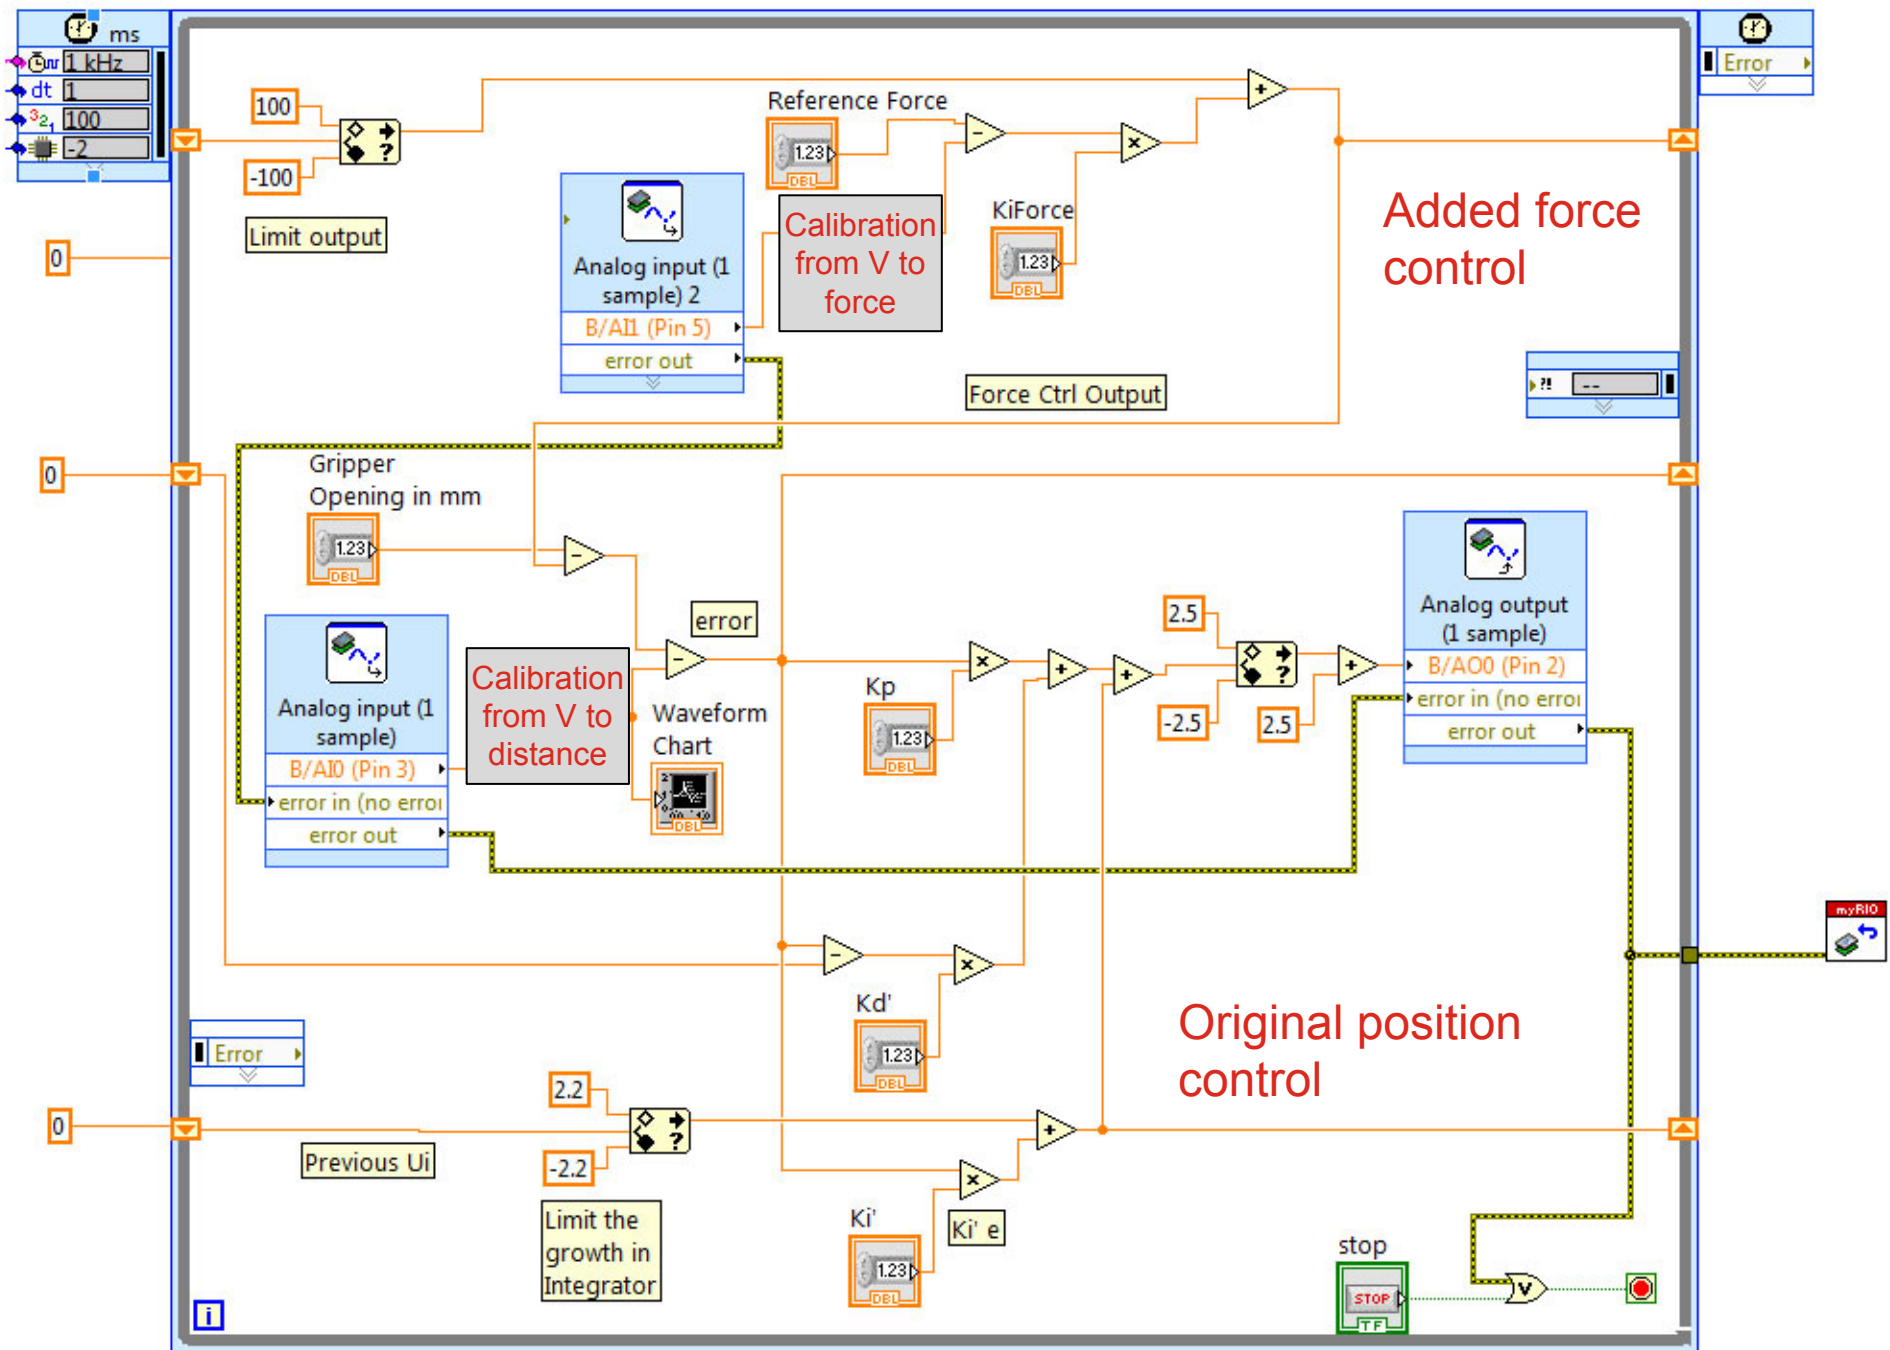 ms
1 kHz
dt 1
100
-2
Error
100
-100
Limit output
Reference Force
1.23
DBL
Analog input (1
sample) 2
B/AI1 (Pin 5)
error out
Calibration
from V to
force
KiForce
1.23
DBL
Added force
control
0
?! --
Force Ctrl Output
0
Gripper
Opening in mm
1.23
DBL
error
Analog input (1
sample)
B/AI0 (Pin 3)
error in (no erroi
error out
Calibration
from V to
distance
Waveform
Chart
DBL
Kp
1.23
DBL
2.5
-2.5
2.5
Analog output
(1 sample)
B/AO0 (Pin 2)
error in (no erroi
error out
myRIO
Kd'
1.23
DBL
Original position
control
Error
0
Previous Ui
2.2
-2.2
Limit the
growth in
Integrator
Ki'
1.23
DBL
Ki' e
stop
STOP
TF
i